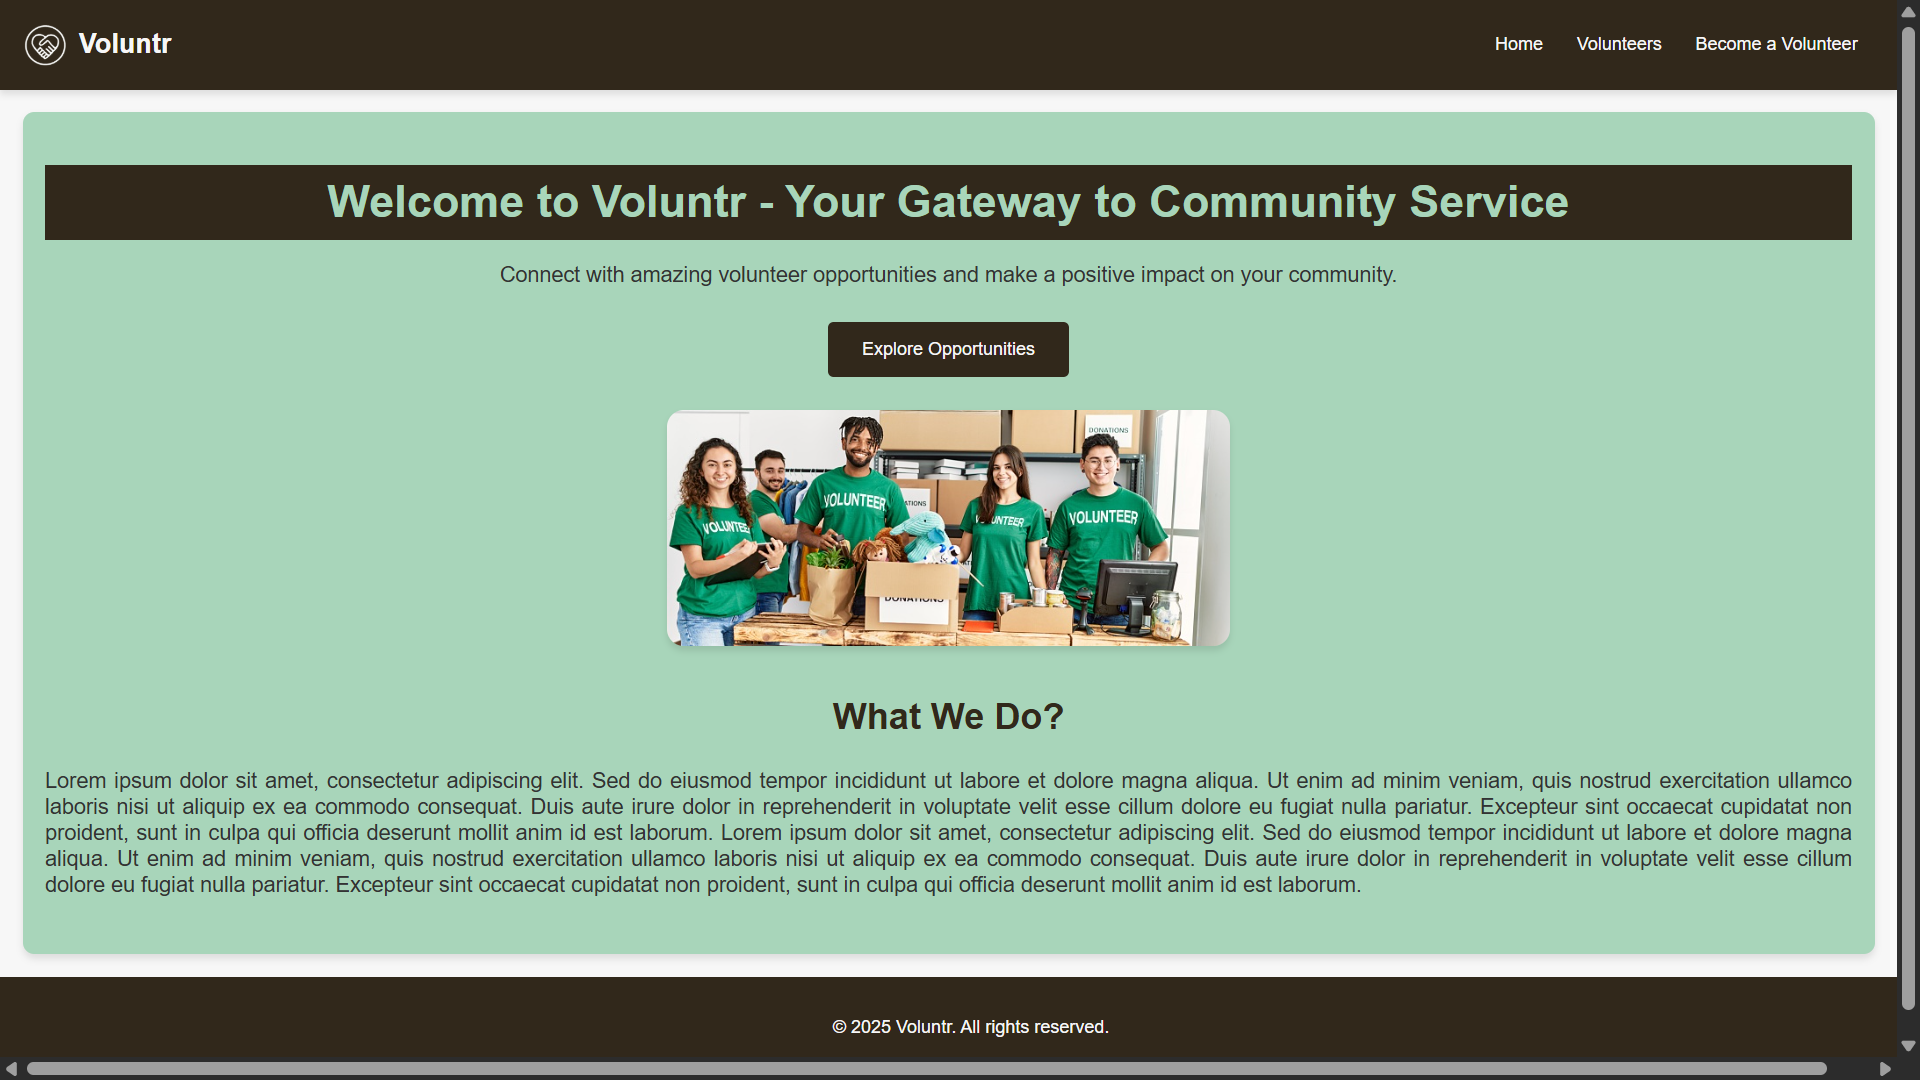 Voluntr
Home
Volunteers
Become a Volunteer
Welcome to Voluntr - Your Gateway to Community Service
Connect with amazing volunteer opportunities and make a positive impact on your community.
Explore Opportunities
DONATIONS
VOLUNTEER
VOLUNTEER
VOLUNTEER
DONATIONS
What We Do?
Lorem ipsum dolor sit amet, consectetur adipiscing elit. Sed do eiusmod tempor incididunt ut labore et dolore magna aliqua. Ut enim ad minim veniam, quis nostrud exercitation ullamco
laboris nisi ut aliquip ex ea commodo consequat. Duis aute irure dolor in reprehenderit in voluptate velit esse cillum dolore eu fugiat nulla pariatur. Excepteur sint occaecat cupidatat non
proident, sunt in culpa qui officia deserunt mollit anim id est laborum. Lorem ipsum dolor sit amet, consectetur adipiscing elit. Sed do eiusmod tempor incididunt ut labore et dolore magna
aliqua. Ut enim ad minim veniam, quis nostrud exercitation ullamco laboris nisi ut aliquip ex ea commodo consequat. Duis aute irure dolor in reprehenderit in voluptate velit esse cillum
dolore eu fugiat nulla pariatur. Excepteur sint occaecat cupidatat non proident, sunt in culpa qui officia deserunt mollit anim id est laborum.
© 2025 Voluntr. All rights reserved.